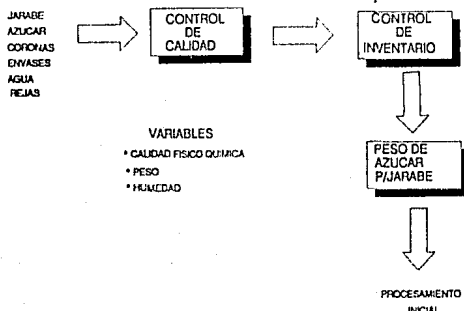 JARABE
AZUCAR
CORONAS
ENVASES
AGUA
REJAS
CONTROL
DE
CALIDAD
CONTROL
DE
INVENTARIO
VARIABLES
* CALIDAD FISICO QUIMICA
* PESO
* HUMEDAD
PESO DE
AZUCAR
P/JARABE
PROCESAMIENTO
INICIAL